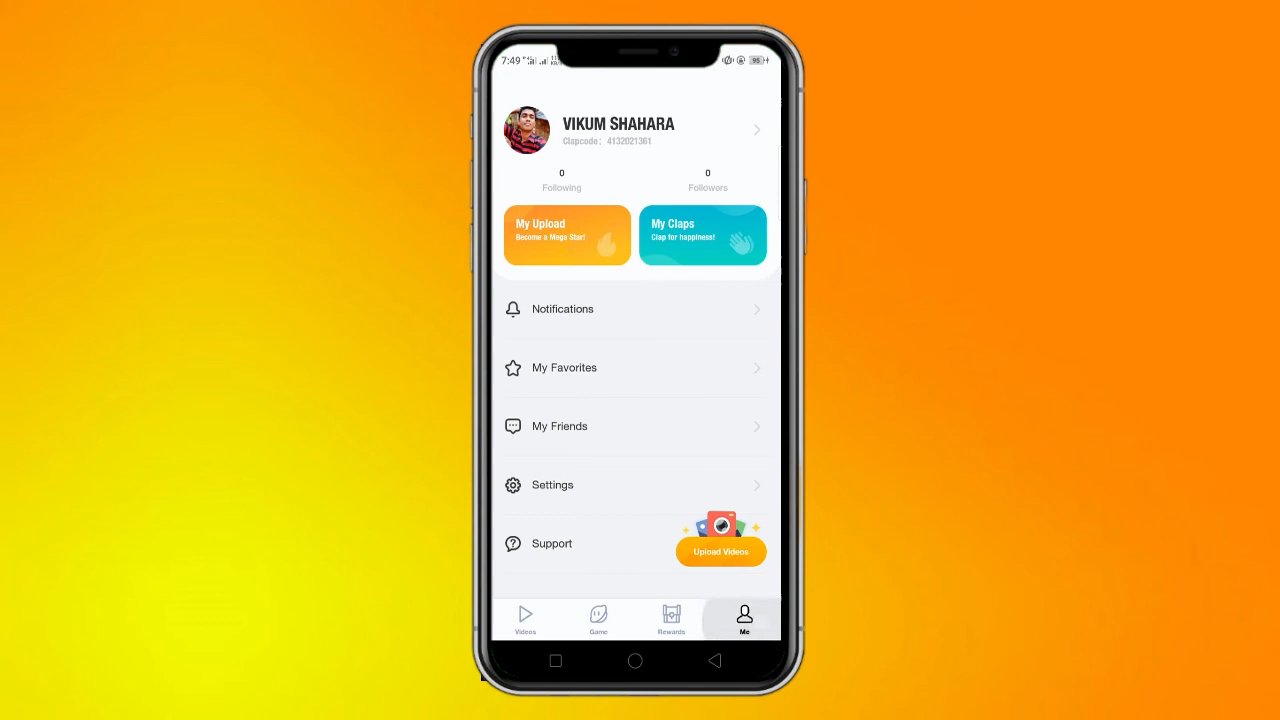 7:49
95
VIKUM SHAHARA
Clapcode: 4132021361
0 0
Following Followers
My Upload My Claps
Become a Mega Star! Clap for happiness!
Notifications
My Favorites
My Friends
Settings
Support
Upload Videos
Videos Game Rewards Me